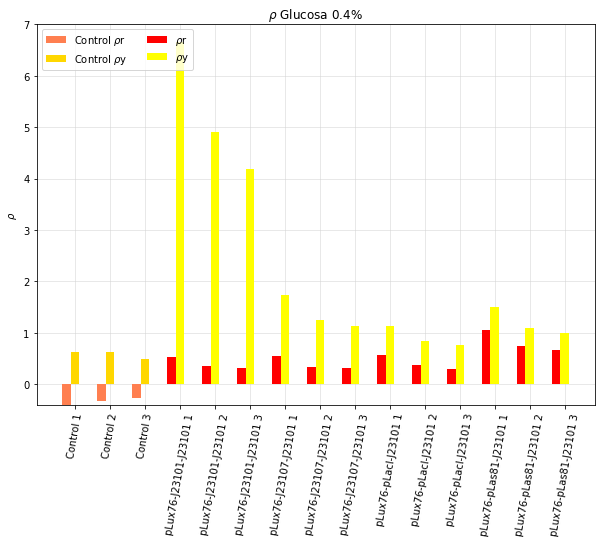 ρ Glucosa 0.4%
Control ρr
Control ρy
ρr
ρy
ρ
7
6
5
4
3
2
1
0
Control 1
Control 2
Control 3
pLux76-J23101-J23101 1
pLux76-J23101-J23101 2
pLux76-J23101-J23101 3
pLux76-J23107-J23101 1
pLux76-J23107-J23101 2
pLux76-J23107-J23101 3
pLux76-pLacI-J23101 1
pLux76-pLacI-J23101 2
pLux76-pLacI-J23101 3
pLux76-pLas81-J23101 1
pLux76-pLas81-J23101 2
pLux76-pLas81-J23101 3